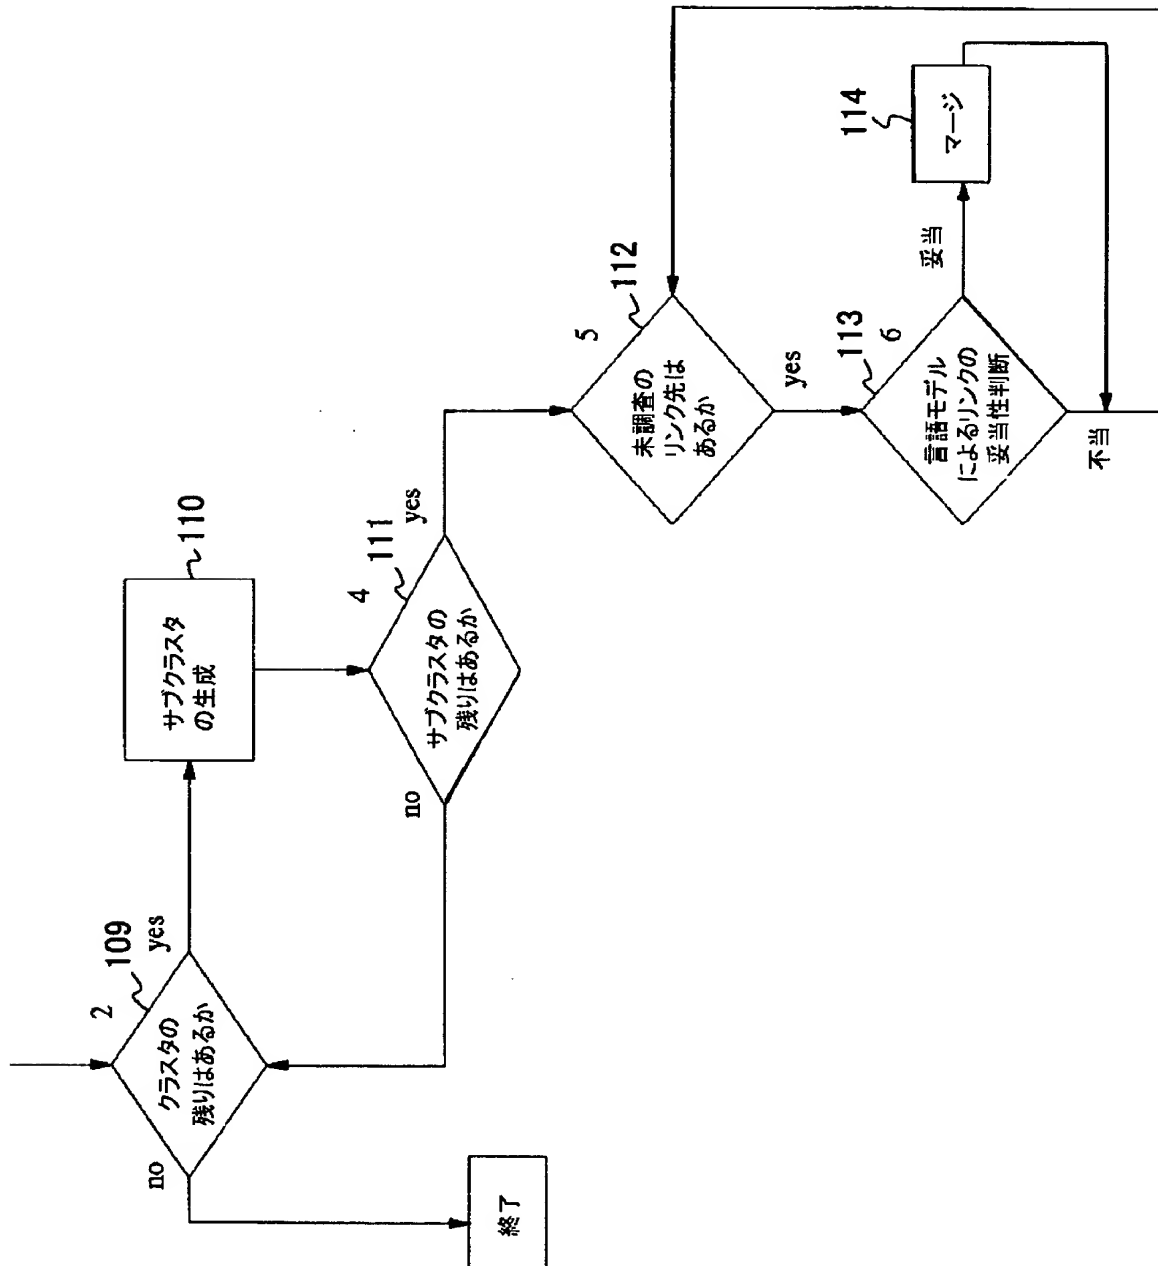 2
109
クラスタの
残りはあるか
yes
no
終了
110
サブクラスタ
の生成
4
111
サブクラスタの
残りはあるか
yes
no
5
112
未調査の
リンク先は
あるか
yes
113
6
言語モデル
によるリンクの
妥当性判断
妥当
不当
114
マージ